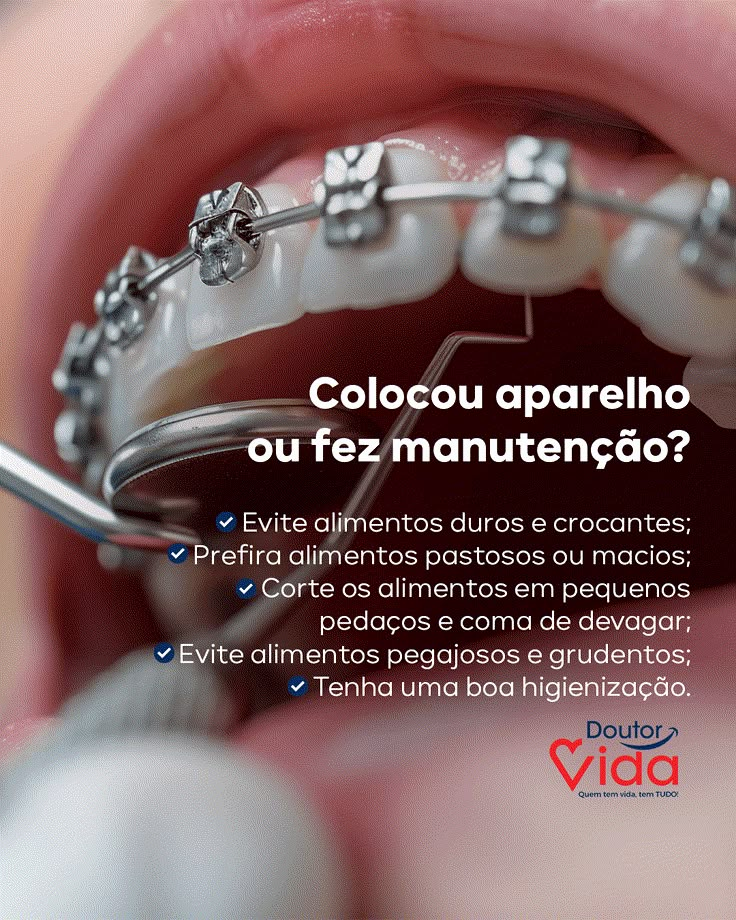 Colocou aparelho
ou fez manutenção?
Evite alimentos duros e crocantes;
Prefira alimentos pastosos ou macios;
Corte os alimentos em pequenos
pedaços e coma de devagar;
Evite alimentos pegajosos e grudentos;
Tenha uma boa higienização.
Doutor
Vida
Quem tem vida, tem TUDO!